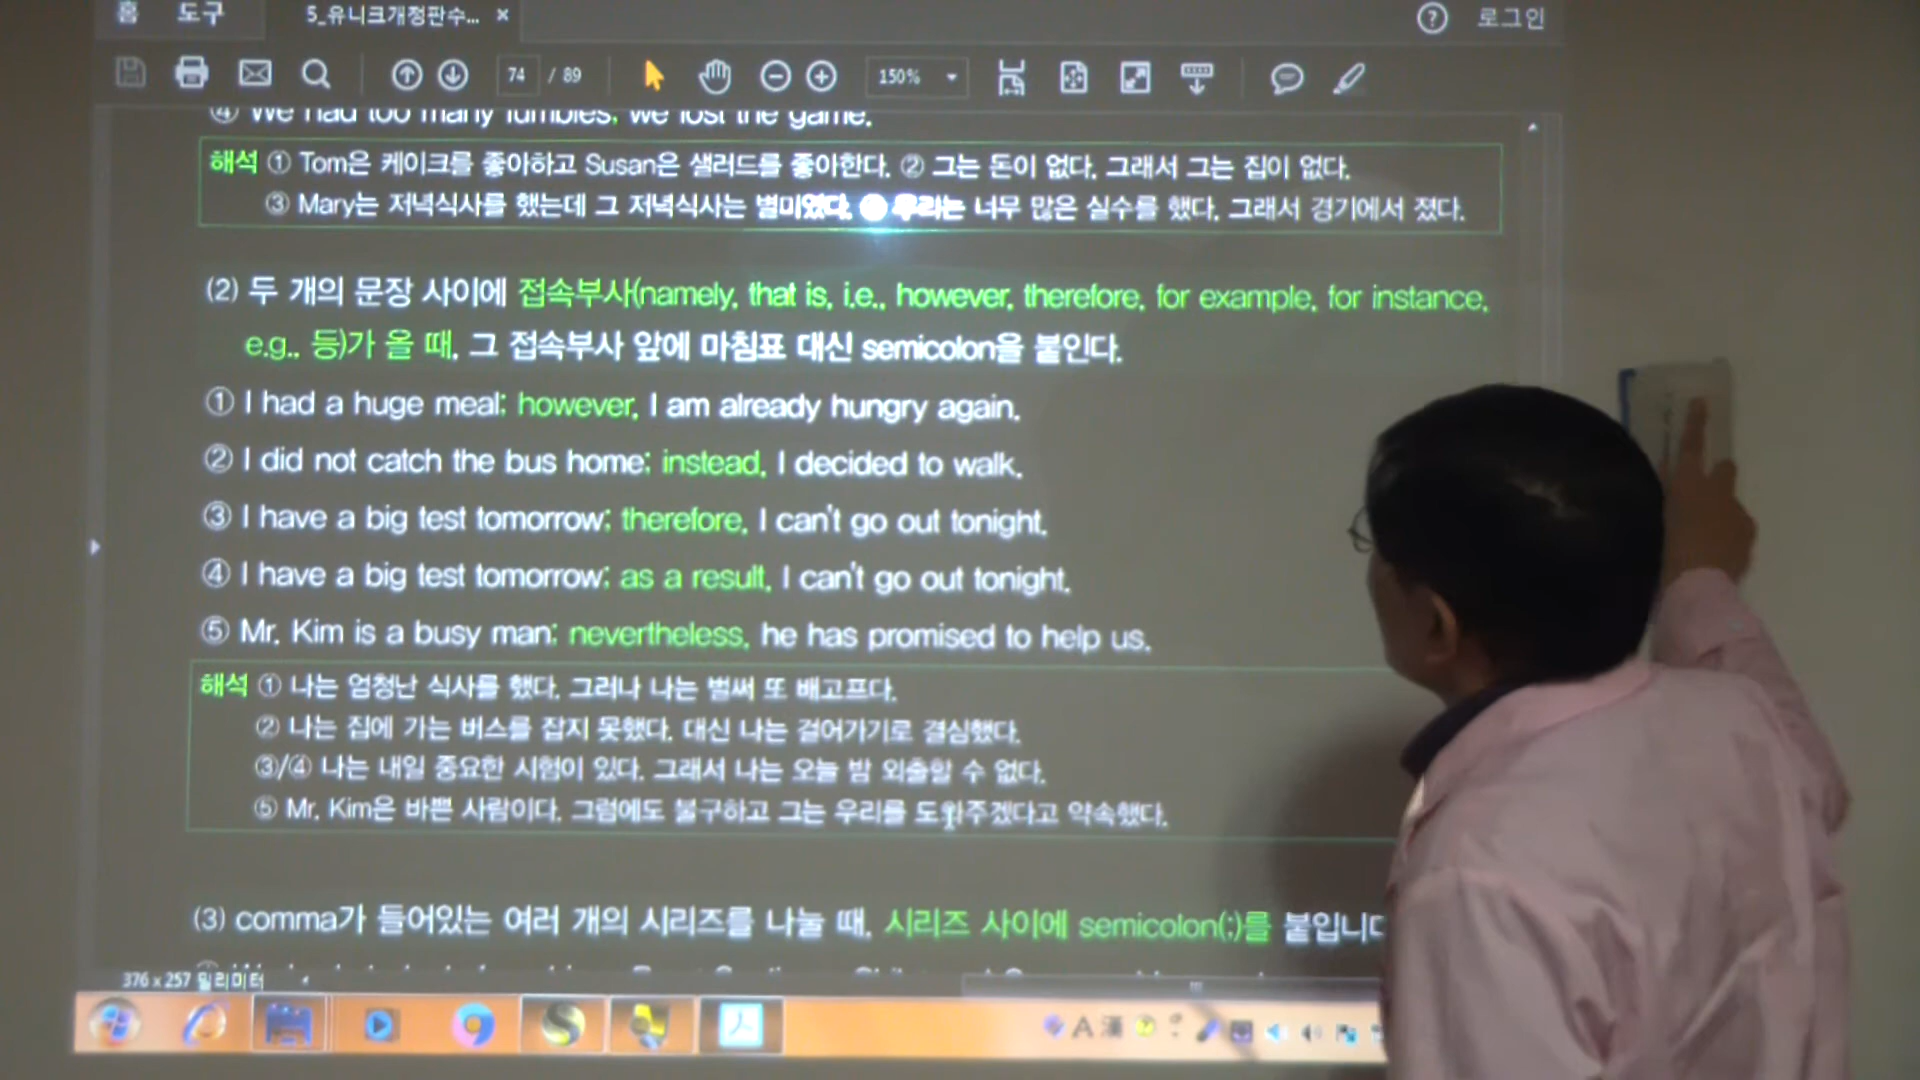 홈 도구 5_유니크개정판수... × ? 로그인
74 / 89 150%
④ We had too many fumbles; we lost the game.
해석 ① Tom은 케이크를 좋아하고 Susan은 샐러드를 좋아한다. ② 그는 돈이 없다. 그래서 그는 집이 없다.
③ Mary는 저녁식사를 했는데 그 저녁식사는 별미였다. 우리는 너무 많은 실수를 했다. 그래서 경기에서 졌다.
(2) 두 개의 문장 사이에 접속부사(namely, that is, i.e., however, therefore, for example, for instance,
e.g., 등)가 올 때, 그 접속부사 앞에 마침표 대신 semicolon을 붙인다.
① I had a huge meal; however, I am already hungry again.
② I did not catch the bus home; instead, I decided to walk.
③ I have a big test tomorrow; therefore, I can't go out tonight.
④ I have a big test tomorrow; as a result, I can't go out tonight.
⑤ Mr. Kim is a busy man; nevertheless, he has promised to help us.
해석 ① 나는 엄청난 식사를 했다. 그러나 나는 벌써 또 배고프다.
② 나는 집에 가는 버스를 잡지 못했다. 대신 나는 걸어가기로 결심했다.
③/④ 나는 내일 중요한 시험이 있다. 그래서 나는 오늘 밤 외출할 수 없다.
⑤ Mr. Kim은 바쁜 사람이다. 그럼에도 불구하고 그는 우리를 도와주겠다고 약속했다.
(3) comma가 들어있는 여러 개의 시리즈를 나눌 때, 시리즈 사이에 semicolon(;)를 붙입니다
376 x 257 밀리미터
A 漢